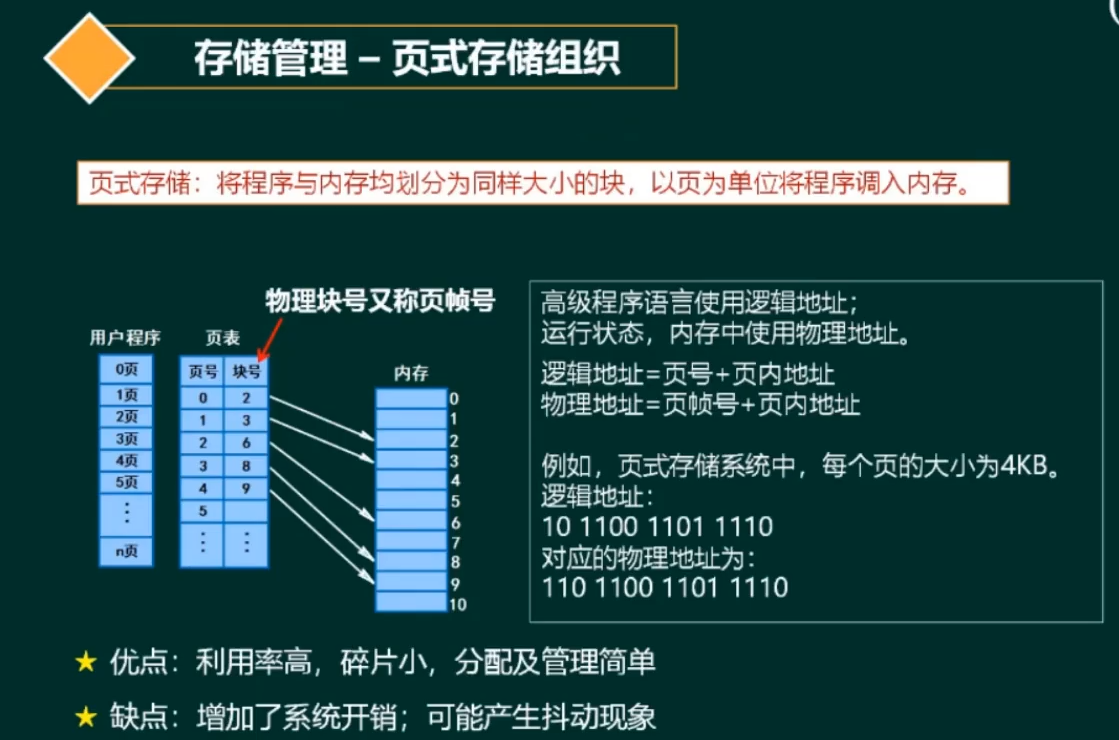 存储管理 – 页式存储组织
页式存储：将程序与内存均划分为同样大小的块，以页为单位将程序调入内存。
物理块号又称页帧号
用户程序
0页
1页
2页
3页
4页
5页
⋮
n页
页表
页号 块号
0 2
1 3
2 6
3 8
4 9
5
⋮ ⋮
内存
0
1
2
3
4
5
6
7
8
9
10
高级程序语言使用逻辑地址；
运行状态，内存中使用物理地址。
逻辑地址=页号+页内地址
物理地址=页帧号+页内地址
例如，页式存储系统中，每个页的大小为4KB。
逻辑地址：
10 1100 1101 1110
对应的物理地址为：
110 1100 1101 1110
★ 优点：利用率高，碎片小，分配及管理简单
★ 缺点：增加了系统开销；可能产生抖动现象